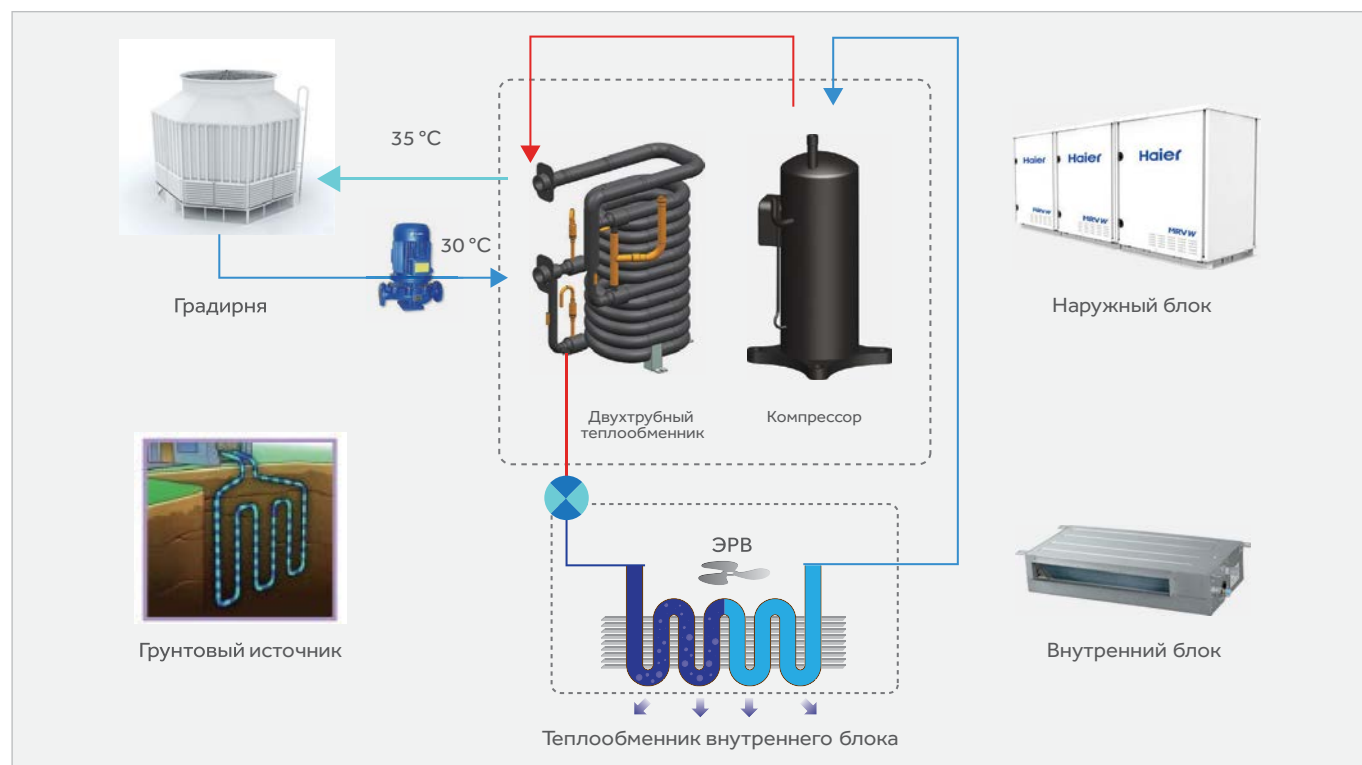 35 °C
30 °C
Градирня
Haier
Haier
Haier
MRVW
MRVW
MRVW
Наружный блок
Двухтрубный
теплообменник
Компрессор
ЭРВ
Грунтовый источник
Внутренний блок
Теплообменник внутреннего блока